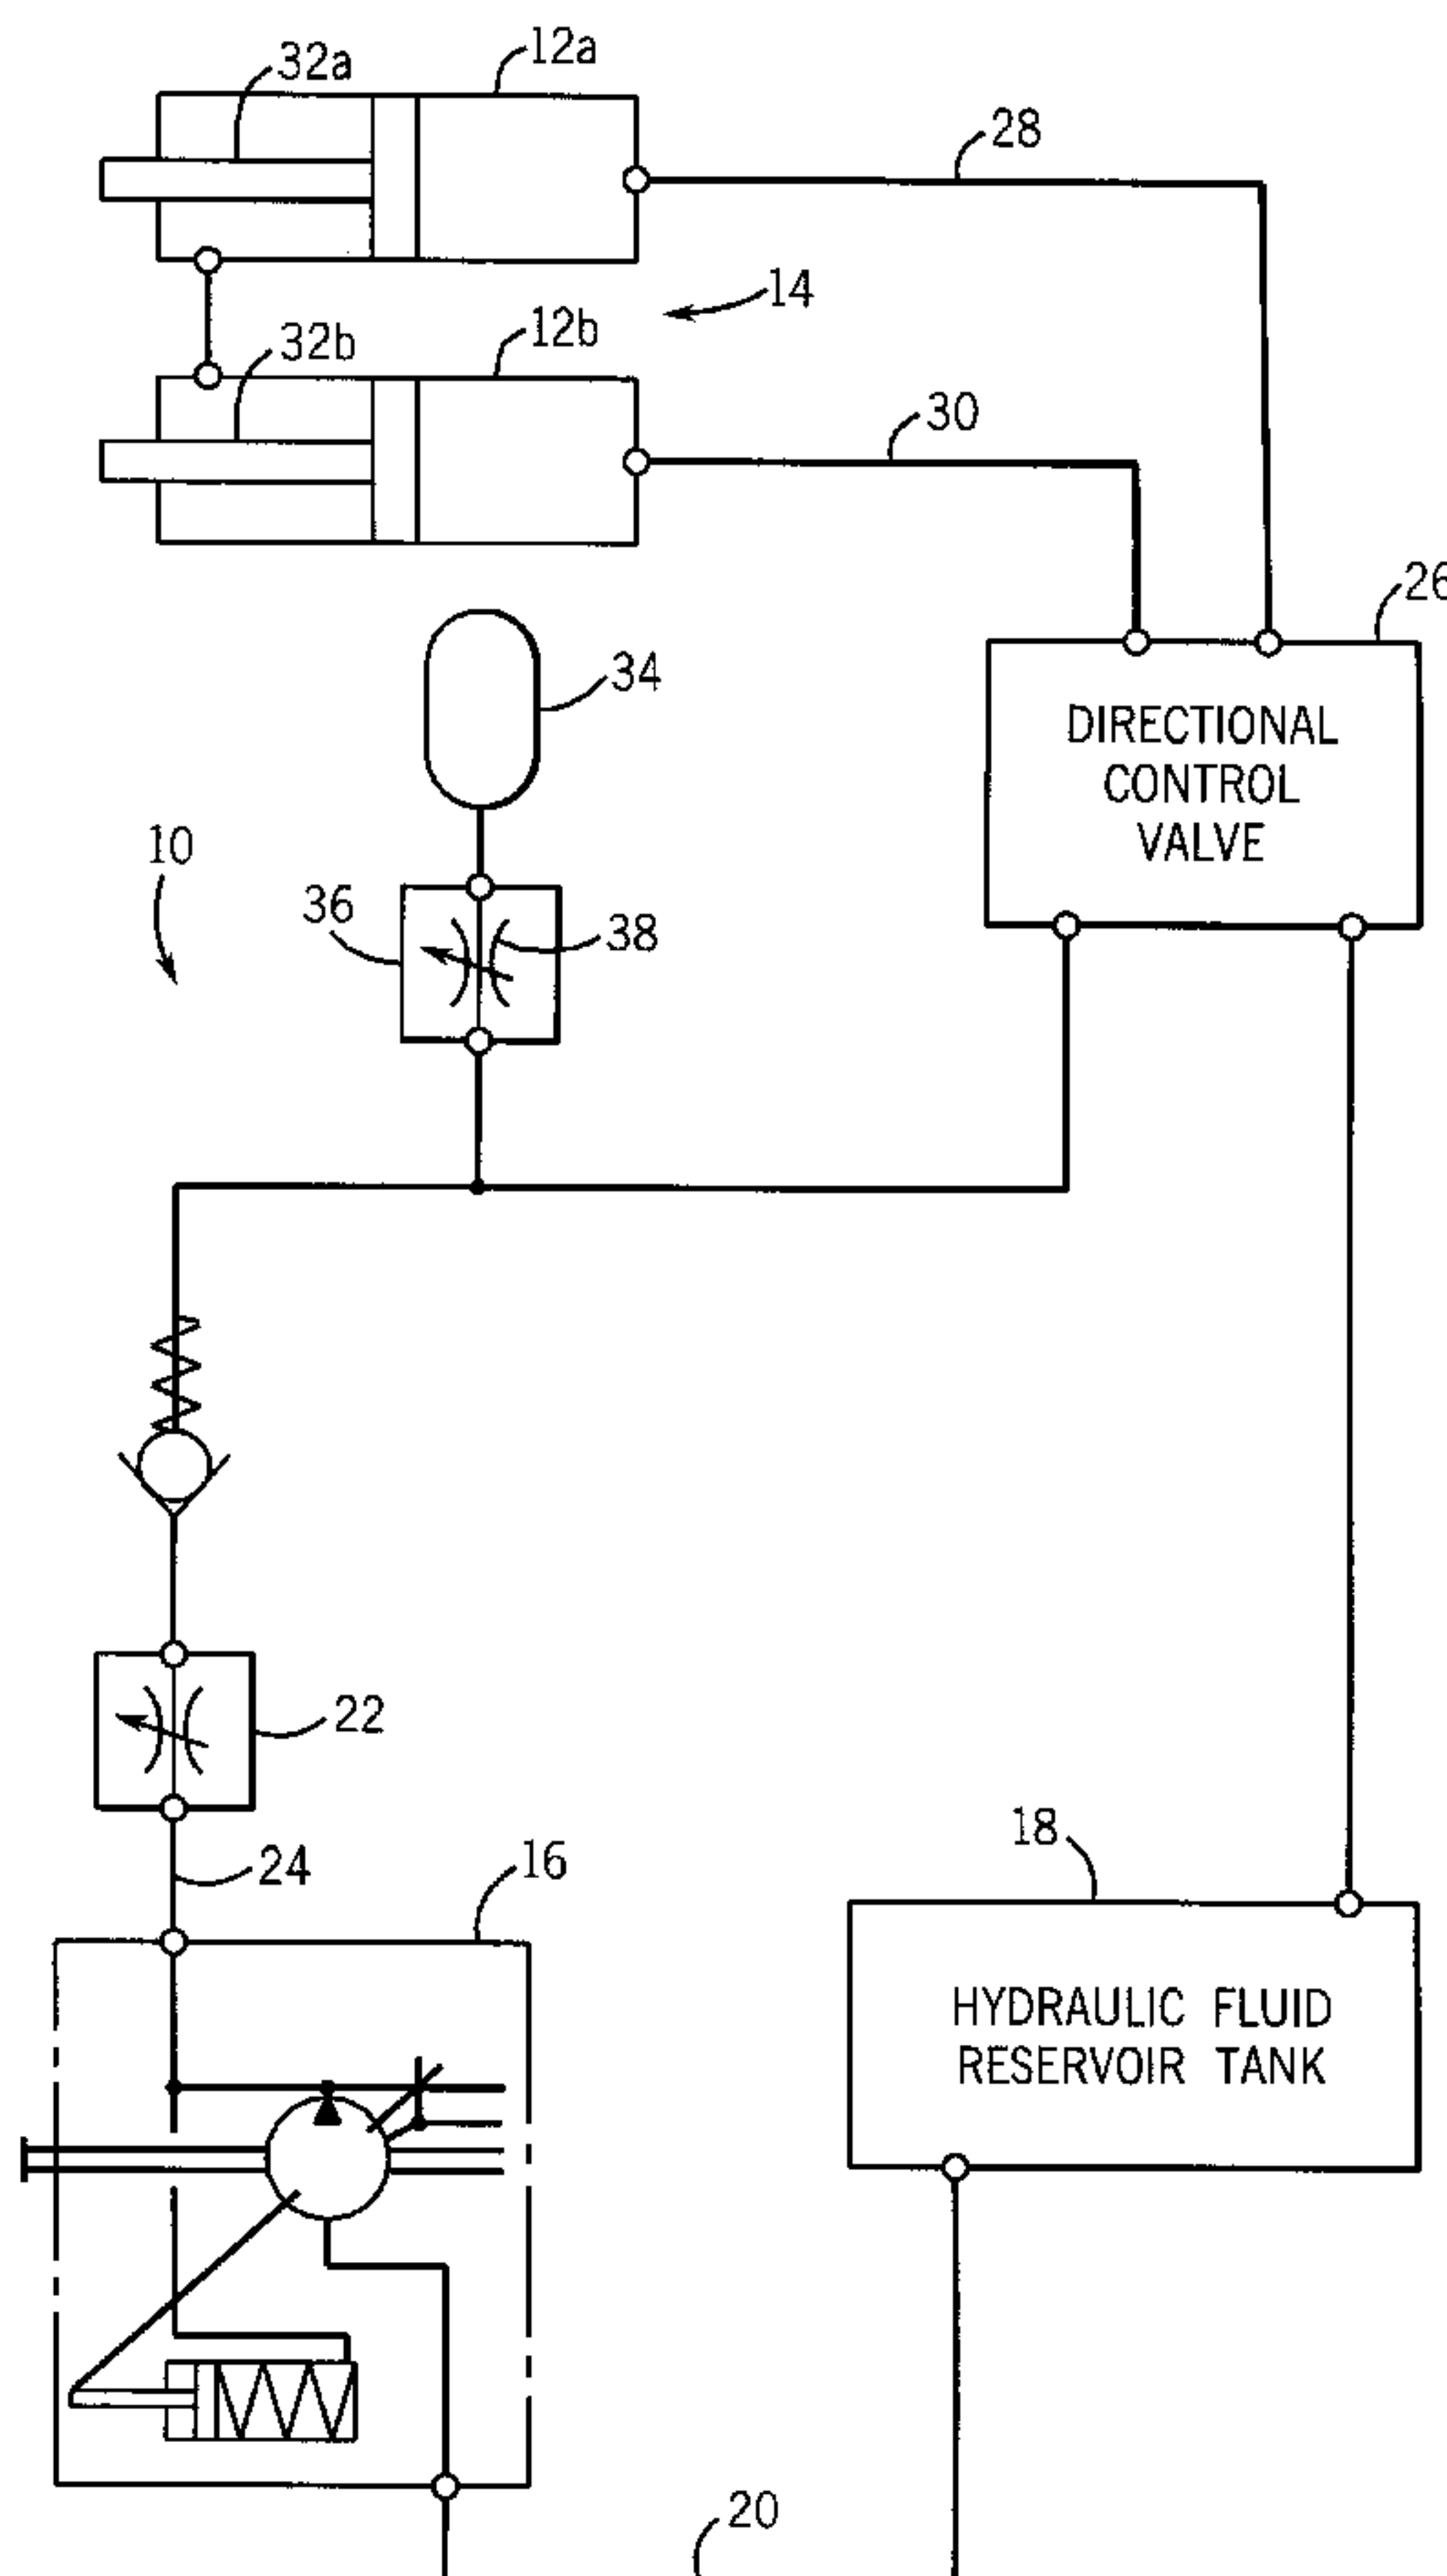 32a
12a
28
14
32b
12b
30
26
34
DIRECTIONAL
CONTROL
VALVE
10
36
38
22
24
16
18
HYDRAULIC FLUID
RESERVOIR TANK
20